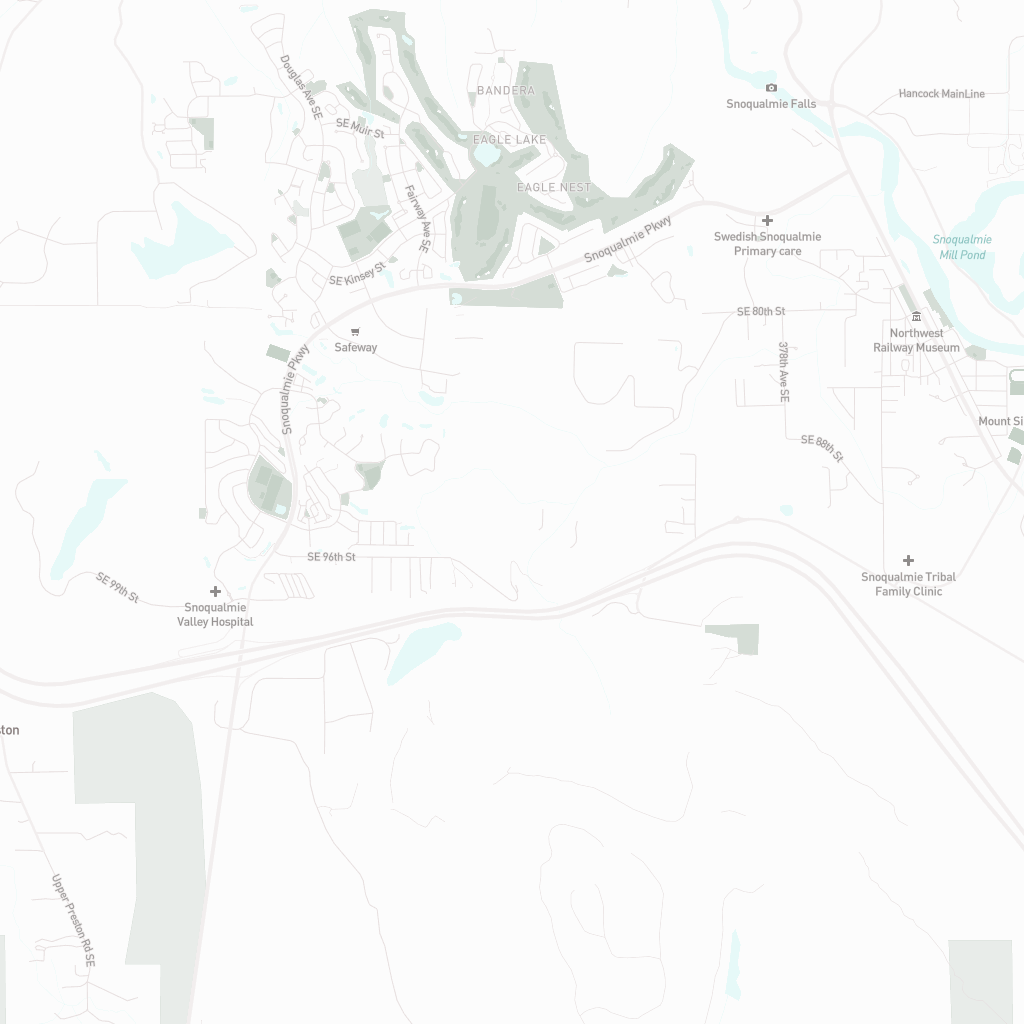 Douglas Ave SE
BANDERA
Snoqualmie Falls
Hancock MainLine
SE Muir St
EAGLE LAKE
EAGLE NEST
Fairway Ave SE
Snoqualmie Pkwy
Swedish Snoqualmie
Primary care
Snoqualmie
Mill Pond
SE Kinsey St
SE 80th St
Safeway
Northwest
Railway Museum
378th Ave SE
Snoqualmie Pkwy
Mount Si
SE 88th St
SE 96th St
SE 99th St
Snoqualmie
Valley Hospital
Snoqualmie Tribal
Family Clinic
ston
Upper Preston Rd SE